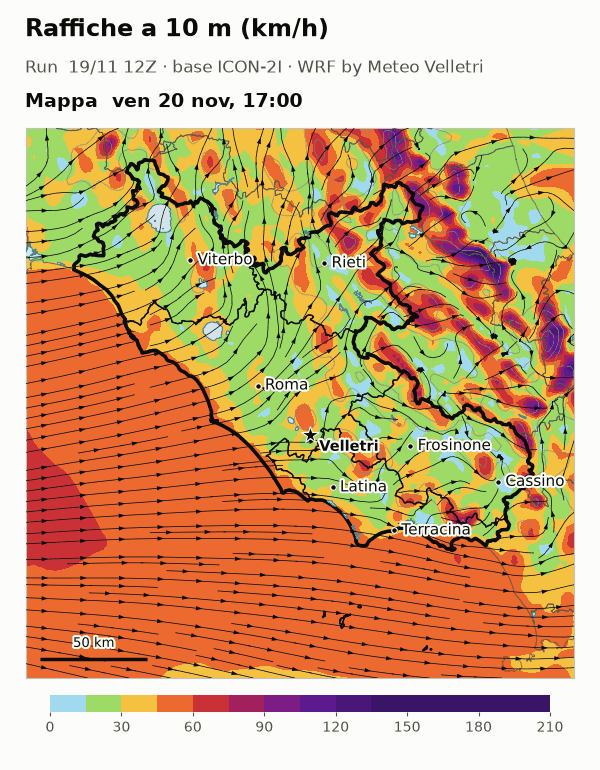 Raffiche a 10 m (km/h)
Run 19/11 12Z · base ICON-2I · WRF by Meteo Velletri
Mappa ven 20 nov, 17:00
Viterbo
Rieti
Roma
Velletri
Frosinone
Latina
Cassino
Terracina
50 km
0 30 60 90 120 150 180 210